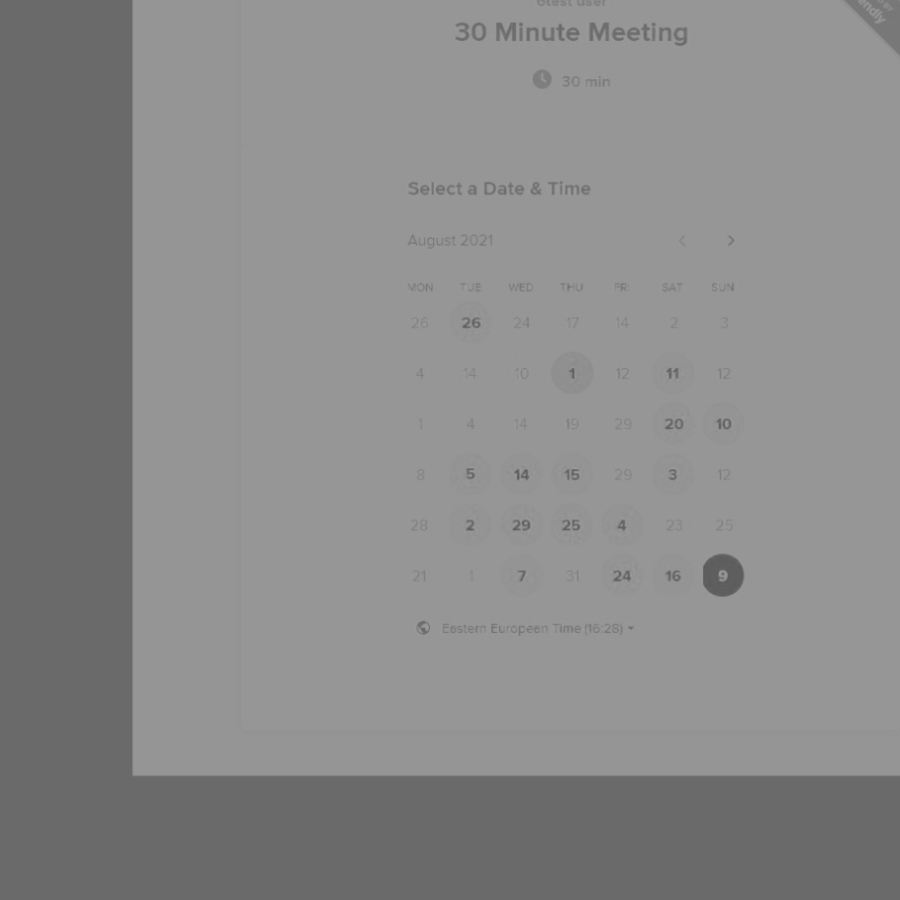 6test user
30 Minute Meeting
30 min
Select a Date & Time
August 2021
MON TUE WED THU FRI SAT SUN
26 26 24 17 14 2 3
4 14 10 1 12 11 12
1 4 14 19 29 20 10
8 5 14 15 29 3 12
28 2 29 25 4 23 25
21 1 7 31 24 16 9
Eastern European Time (16:28)